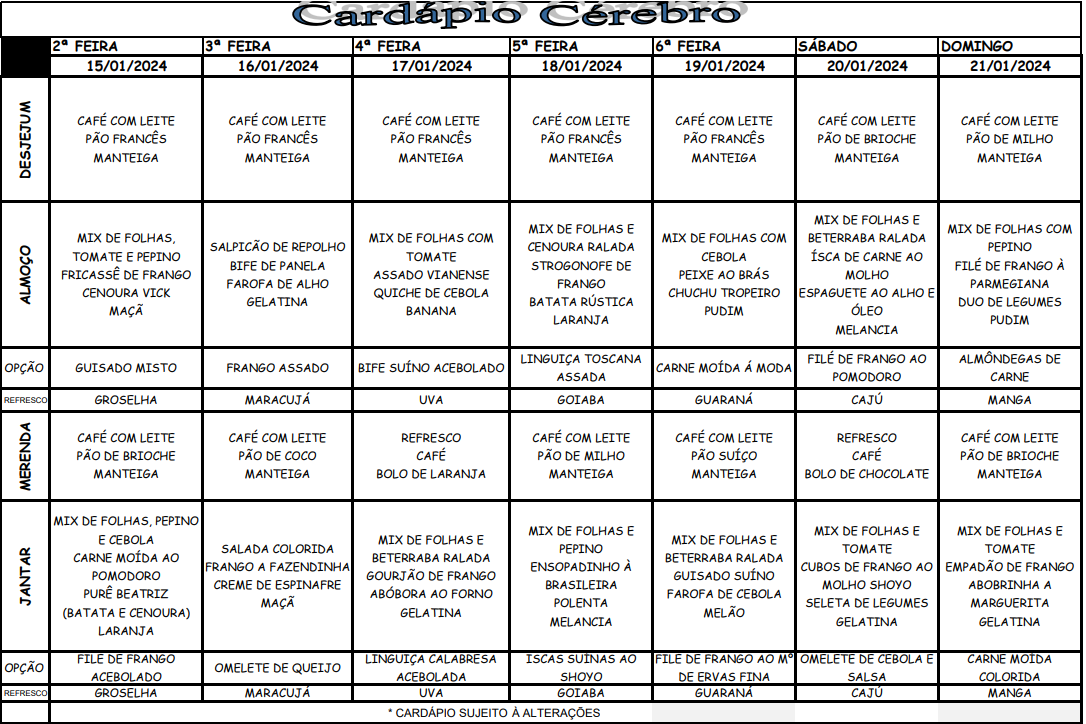 Cardápio Cérebro
2ª FEIRA 3ª FEIRA 4ª FEIRA 5ª FEIRA 6ª FEIRA SÁBADO DOMINGO
15/01/2024 16/01/2024 17/01/2024 18/01/2024 19/01/2024 20/01/2024 21/01/2024
DESJEJUM
CAFÉ COM LEITE
PÃO FRANCÊS
MANTEIGA
CAFÉ COM LEITE
PÃO FRANCÊS
MANTEIGA
CAFÉ COM LEITE
PÃO FRANCÊS
MANTEIGA
CAFÉ COM LEITE
PÃO FRANCÊS
MANTEIGA
CAFÉ COM LEITE
PÃO FRANCÊS
MANTEIGA
CAFÉ COM LEITE
PÃO DE BRIOCHE
MANTEIGA
CAFÉ COM LEITE
PÃO DE MILHO
MANTEIGA
ALMOÇO
MIX DE FOLHAS,
TOMATE E PEPINO
FRICASSÊ DE FRANGO
CENOURA VICK
MAÇÃ
SALPICÃO DE REPOLHO
BIFE DE PANELA
FAROFA DE ALHO
GELATINA
MIX DE FOLHAS COM
TOMATE
ASSADO VIANENSE
QUICHE DE CEBOLA
BANANA
MIX DE FOLHAS E
CENOURA RALADA
STROGONOFE DE
FRANGO
BATATA RÚSTICA
LARANJA
MIX DE FOLHAS COM
CEBOLA
PEIXE AO BRÁS
CHUCHU TROPEIRO
PUDIM
MIX DE FOLHAS E
BETERRABA RALADA
ÍSCA DE CARNE AO
MOLHO
ESPAGUETE AO ALHO E
ÓLEO
MELANCIA
MIX DE FOLHAS COM
PEPINO
FILÉ DE FRANGO À
PARMEGIANA
DUO DE LEGUMES
PUDIM
OPÇÃO
GUISADO MISTO
FRANGO ASSADO
BIFE SUÍNO ACEBOLADO
LINGUIÇA TOSCANA
ASSADA
CARNE MOÍDA Á MODA
FILÉ DE FRANGO AO
POMODORO
ALMÔNDEGAS DE
CARNE
REFRESCO GROSELHA MARACUJÁ UVA GOIABA GUARANÁ CAJÚ MANGA
MERENDA
CAFÉ COM LEITE
PÃO DE BRIOCHE
MANTEIGA
CAFÉ COM LEITE
PÃO DE COCO
MANTEIGA
REFRESCO
CAFÉ
BOLO DE LARANJA
CAFÉ COM LEITE
PÃO DE MILHO
MANTEIGA
CAFÉ COM LEITE
PÃO SUÍÇO
MANTEIGA
REFRESCO
CAFÉ
BOLO DE CHOCOLATE
CAFÉ COM LEITE
PÃO DE BRIOCHE
MANTEIGA
JANTAR
MIX DE FOLHAS, PEPINO
E CEBOLA
CARNE MOÍDA AO
POMODORO
PURÊ BEATRIZ
(BATATA E CENOURA)
LARANJA
SALADA COLORIDA
FRANGO A FAZENDINHA
CREME DE ESPINAFRE
MAÇÃ
MIX DE FOLHAS E
BETERRABA RALADA
GOURJÃO DE FRANGO
ABÓBORA AO FORNO
GELATINA
MIX DE FOLHAS E
PEPINO
ENSOPADINHO À
BRASILEIRA
POLENTA
MELANCIA
MIX DE FOLHAS E
BETERRABA RALADA
GUISADO SUÍNO
FAROFA DE CEBOLA
MELÃO
MIX DE FOLHAS E
TOMATE
CUBOS DE FRANGO AO
MOLHO SHOYO
SELETA DE LEGUMES
GELATINA
MIX DE FOLHAS E
TOMATE
EMPADÃO DE FRANGO
ABOBRINHA A
MARGUERITA
GELATINA
OPÇÃO
FILE DE FRANGO
ACEBOLADO
OMELETE DE QUEIJO
LINGUIÇA CALABRESA
ACEBOLADA
ISCAS SUÍNAS AO
SHOYO
FILE DE FRANGO AO Mº
DE ERVAS FINA
OMELETE DE CEBOLA E
SALSA
CARNE MOÍDA
COLORIDA
REFRESCO GROSELHA MARACUJÁ UVA GOIABA GUARANÁ CAJÚ MANGA
* CARDÁPIO SUJEITO À ALTERAÇÕES